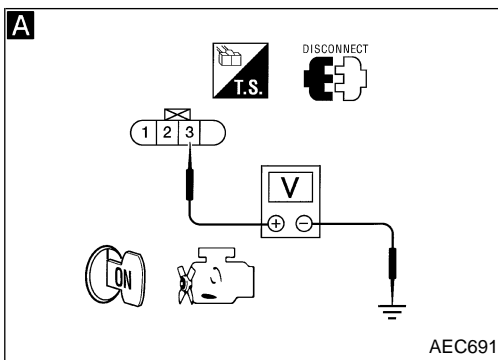 A
DISCONNECT
T.S.
1 2 3
V
+ −
ON
AEC691